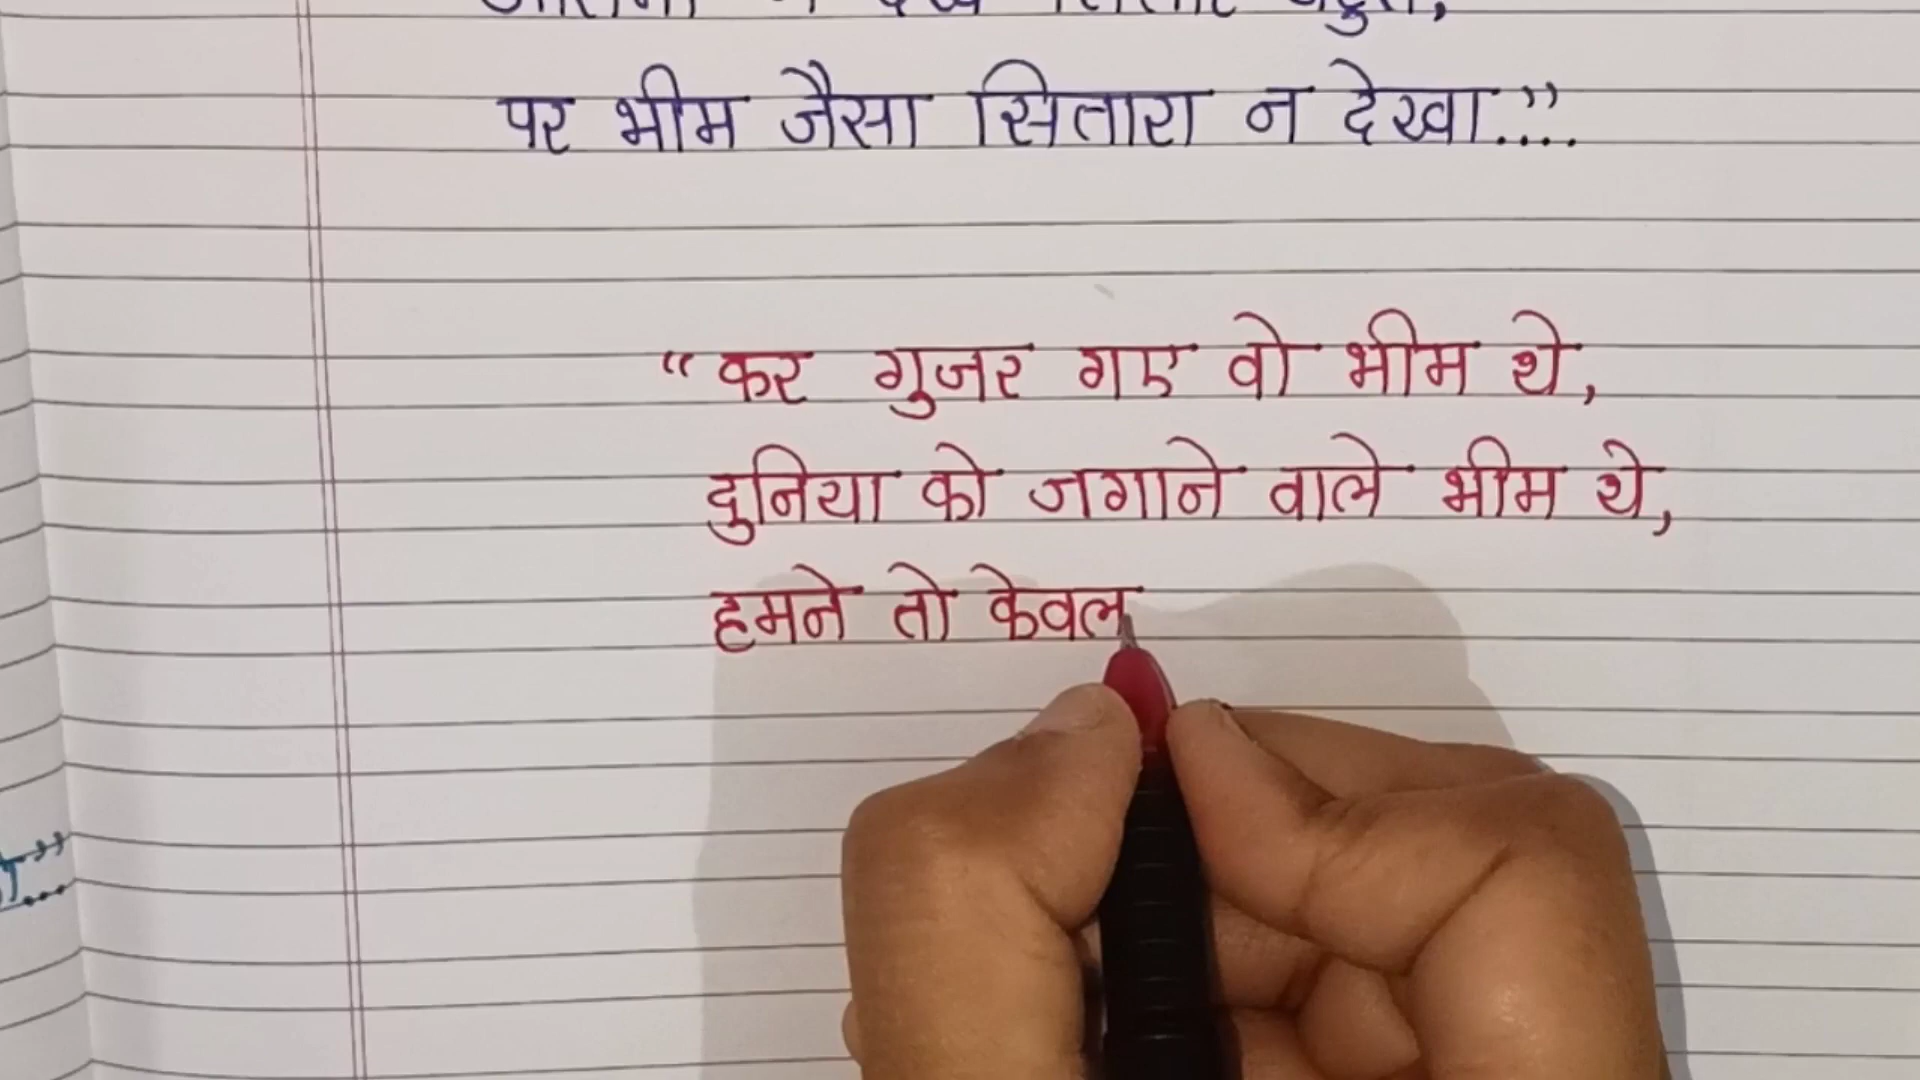 पर भीम जैसा सितारा न देखा....”
“कर गुजर गए वो भीम थे,
दुनिया को जगाने वाले भीम थे,
हमने तो केवल